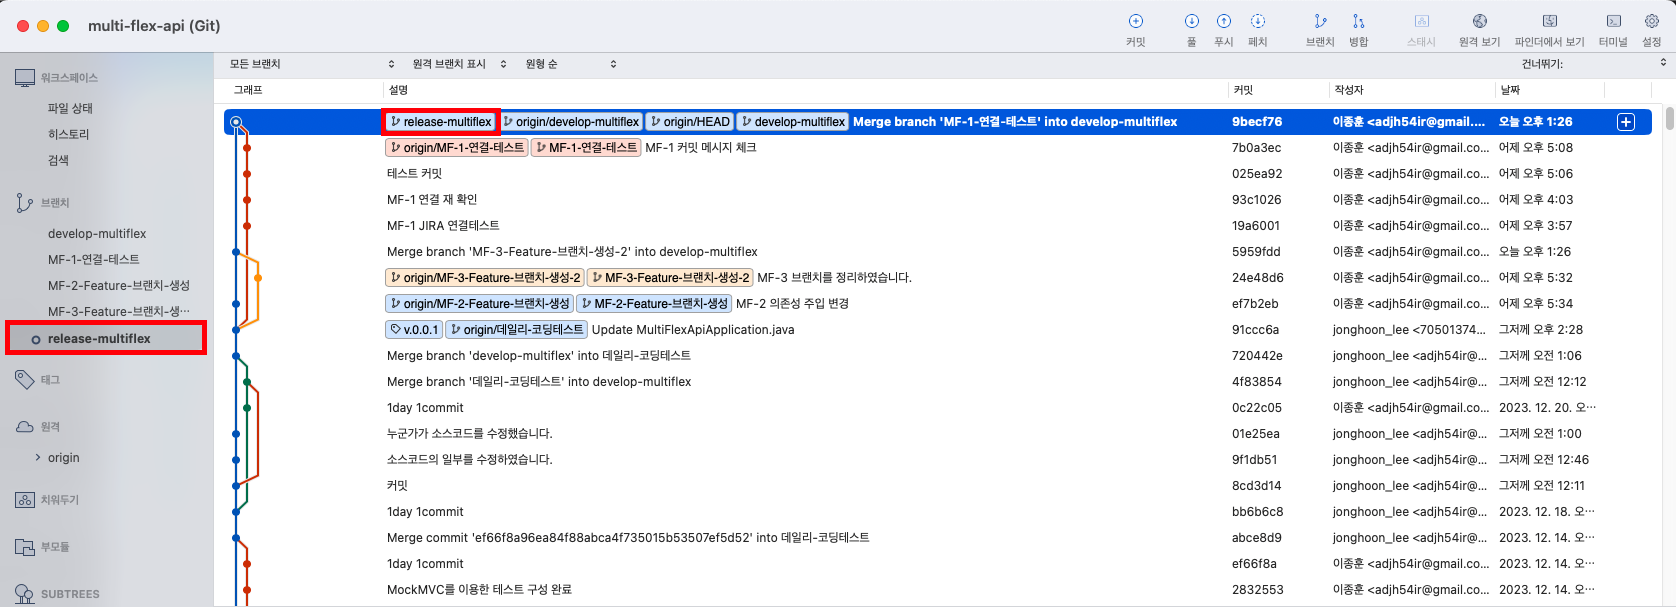 multi-flex-api (Git)
커밋 풀 푸시 페치 브랜치 병합 스태시 원격 보기 파인더에서 보기 터미널 설정
모든 브랜치 원격 브랜치 표시 원형 순 건너뛰기:
그래프 설명 커밋 작성자 날짜
워크스페이스
파일 상태
히스토리
검색
브랜치
develop-multiflex
MF-1-연결-테스트
MF-2-Feature-브랜치-생성
MF-3-Feature-브랜치-생…
release-multiflex
태그
원격
origin
치워두기
부모듈
SUBTREES
release-multiflex origin/develop-multiflex origin/HEAD develop-multiflex Merge branch 'MF-1-연결-테스트' into develop-multiflex 9becf76 이종훈 <adjh54ir@gmail.... 오늘 오후 1:26
origin/MF-1-연결-테스트 MF-1-연결-테스트 MF-1 커밋 메시지 체크 7b0a3ec 이종훈 <adjh54ir@gmail.co... 어제 오후 5:08
테스트 커밋 025ea92 이종훈 <adjh54ir@gmail.co... 어제 오후 5:06
MF-1 연결 재 확인 93c1026 이종훈 <adjh54ir@gmail.co... 어제 오후 4:03
MF-1 JIRA 연결테스트 19a6001 이종훈 <adjh54ir@gmail.co... 어제 오후 3:57
Merge branch 'MF-3-Feature-브랜치-생성-2' into develop-multiflex 5959fdd 이종훈 <adjh54ir@gmail.co... 오늘 오후 1:26
origin/MF-3-Feature-브랜치-생성-2 MF-3-Feature-브랜치-생성-2 MF-3 브랜치를 정리하였습니다. 24e48d6 이종훈 <adjh54ir@gmail.co... 어제 오후 5:32
origin/MF-2-Feature-브랜치-생성 MF-2-Feature-브랜치-생성 MF-2 의존성 주입 변경 ef7b2eb 이종훈 <adjh54ir@gmail.co... 어제 오후 5:34
v.0.0.1 origin/데일리-코딩테스트 Update MultiFlexApiApplication.java 91ccc6a jonghoon_lee <70501374... 그저께 오후 2:28
Merge branch 'develop-multiflex' into 데일리-코딩테스트 720442e jonghoon_lee <adjh54ir@... 그저께 오전 1:06
Merge branch '데일리-코딩테스트' into develop-multiflex 4f83854 jonghoon_lee <adjh54ir@... 그저께 오전 12:12
1day 1commit 0c22c05 이종훈 <adjh54ir@gmail.co... 2023. 12. 20. 오…
누군가가 소스코드를 수정했습니다. 01e25ea jonghoon_lee <adjh54ir@... 그저께 오전 1:00
소스코드의 일부를 수정하였습니다. 9f1db51 jonghoon_lee <adjh54ir@... 그저께 오전 12:46
커밋 8cd3d14 jonghoon_lee <adjh54ir@... 그저께 오전 12:11
1day 1commit bb6b6c8 jonghoon_lee <adjh54ir@... 2023. 12. 18. 오…
Merge commit 'ef66f8a96ea84f88abca4f735015b53507ef5d52' into 데일리-코딩테스트 abce8d9 jonghoon_lee <adjh54ir@... 2023. 12. 14. 오…
1day 1commit ef66f8a 이종훈 <adjh54ir@gmail.co... 2023. 12. 14. 오…
MockMVC를 이용한 테스트 구성 완료 2832553 이종훈 <adjh54ir@gmail.co... 2023. 12. 14. 오…